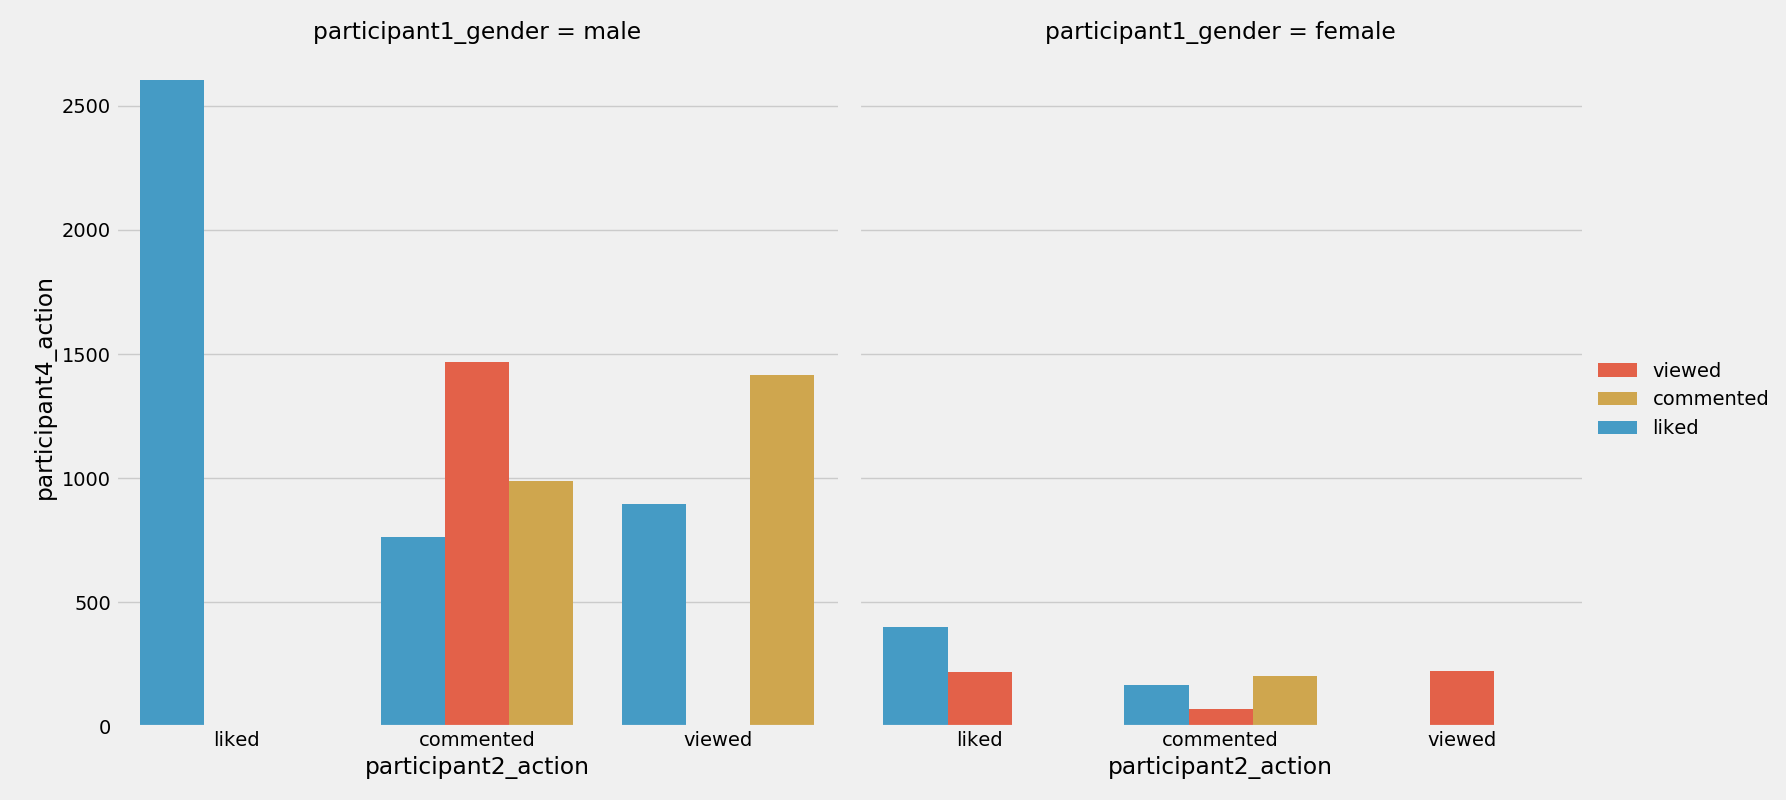 participant1_gender = male
participant1_gender = female
participant4_action
2500
2000
1500
1000
500
0
liked
commented
viewed
participant2_action
liked
commented
viewed
participant2_action
viewed
commented
liked